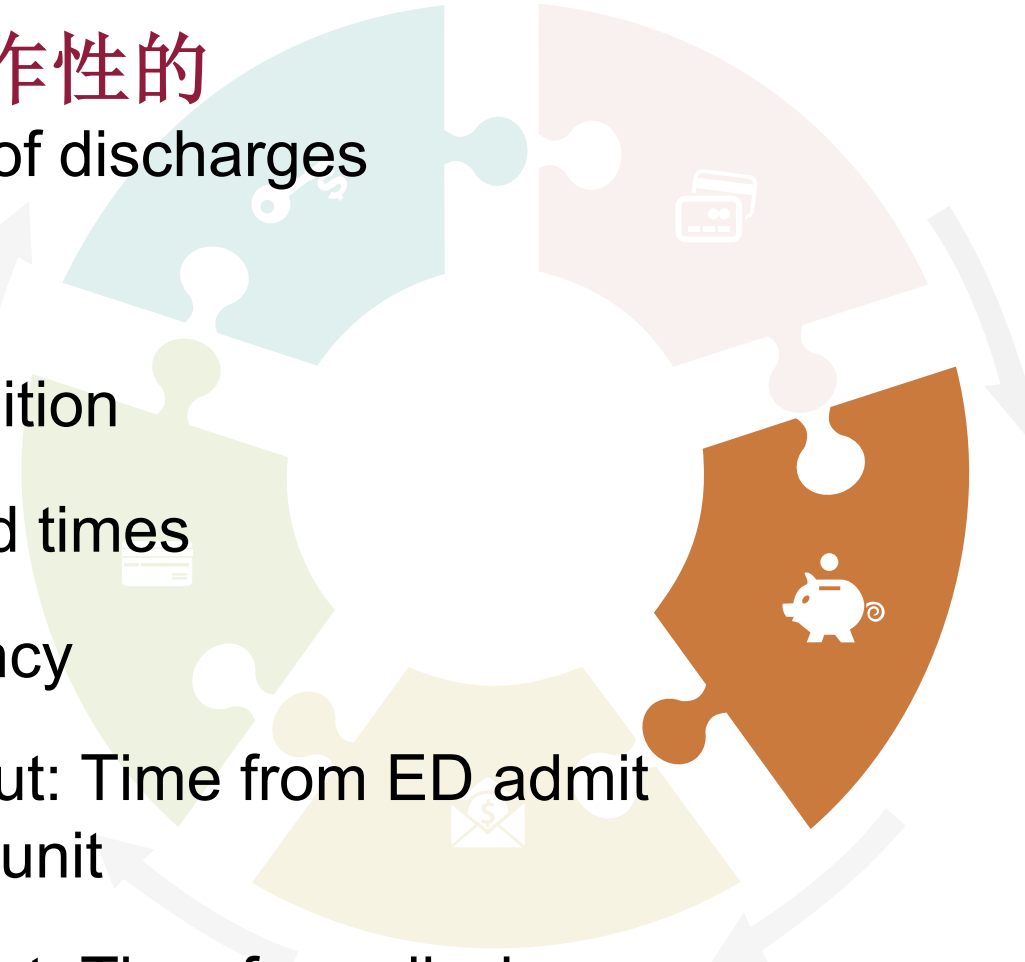 作性的
of discharges
ition
d times
ncy
ut: Time from ED admit
unit